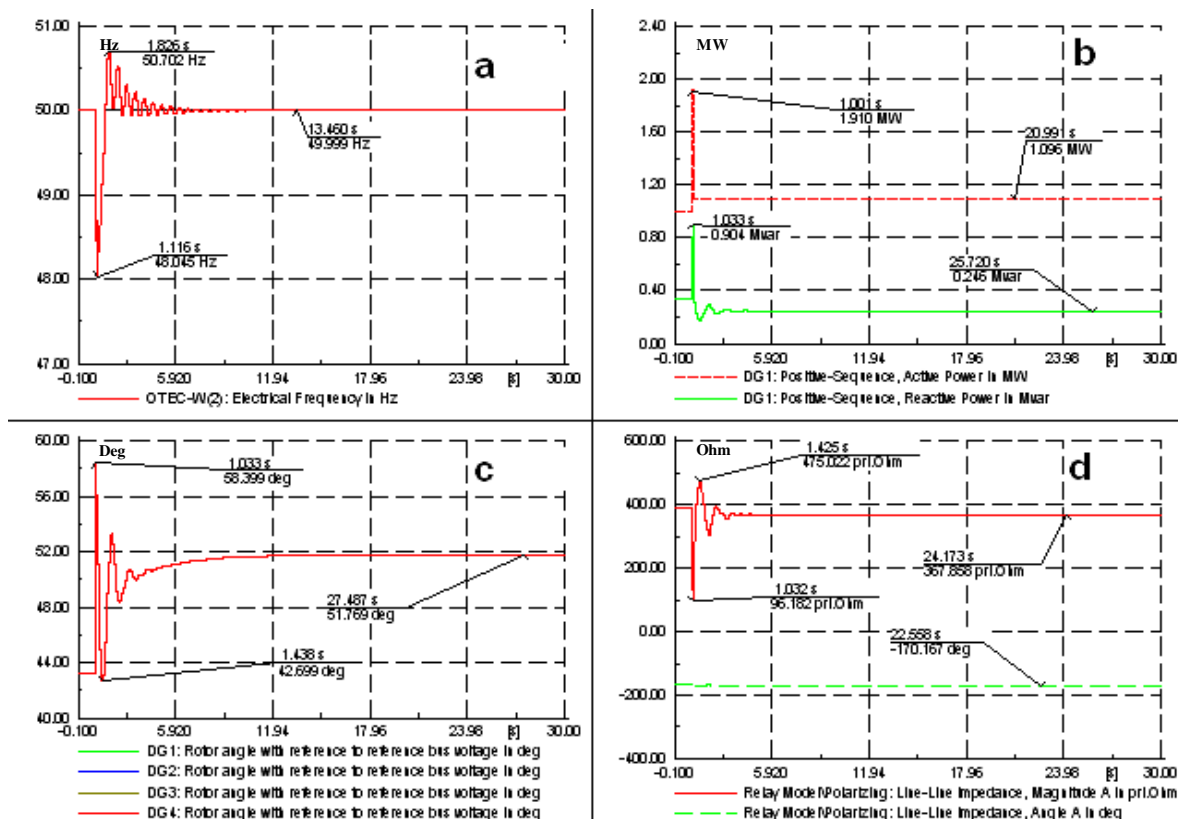 51.00
Hz
1.826 s
50.702 Hz
a
50.00
13.460 s
49.999 Hz
49.00
1.116 s
48.045 Hz
48.00
47.00
-0.100
5.920
11.94
17.96
23.98
[s]
30.00
OTEC-W(2): Electrical Frequency in Hz
2.40
MW
b
2.00
1.001 s
1.910 MW
20.991 s
1.096 MW
1.60
1.20
1.033 s
0.904 Mvar
0.80
25.720 s
0.246 Mvar
0.40
0.00
-0.100
5.920
11.94
17.96
23.98
[s]
30.00
DG1: Positive-Sequence, Active Power in MW
DG1: Positive-Sequence, Reactive Power in Mvar
60.00
Deg
1.033 s
58.399 deg
c
56.00
52.00
48.00
27.487 s
51.769 deg
44.00
1.438 s
42.699 deg
40.00
-0.100
5.920
11.94
17.96
23.98
[s]
30.00
DG1: Rotor angle with reference to reference bus voltage in deg
DG2: Rotor angle with reference to reference bus voltage in deg
DG3: Rotor angle with reference to reference bus voltage in deg
DG4: Rotor angle with reference to reference bus voltage in deg
600.00
Ohm
1.425 s
475.022 pri.Ohm
d
400.00
24.173 s
367.858 pri.Ohm
200.00
1.032 s
96.182 pri.Ohm
0.00
22.558 s
-170.167 deg
-200.00
-400.00
-0.100
5.920
11.94
17.96
23.98
[s]
30.00
Relay Model\Polarizing: Line-Line Impedance, Magnitude A in pri.Ohm
Relay Model\Polarizing: Line-Line Impedance, Angle A in deg